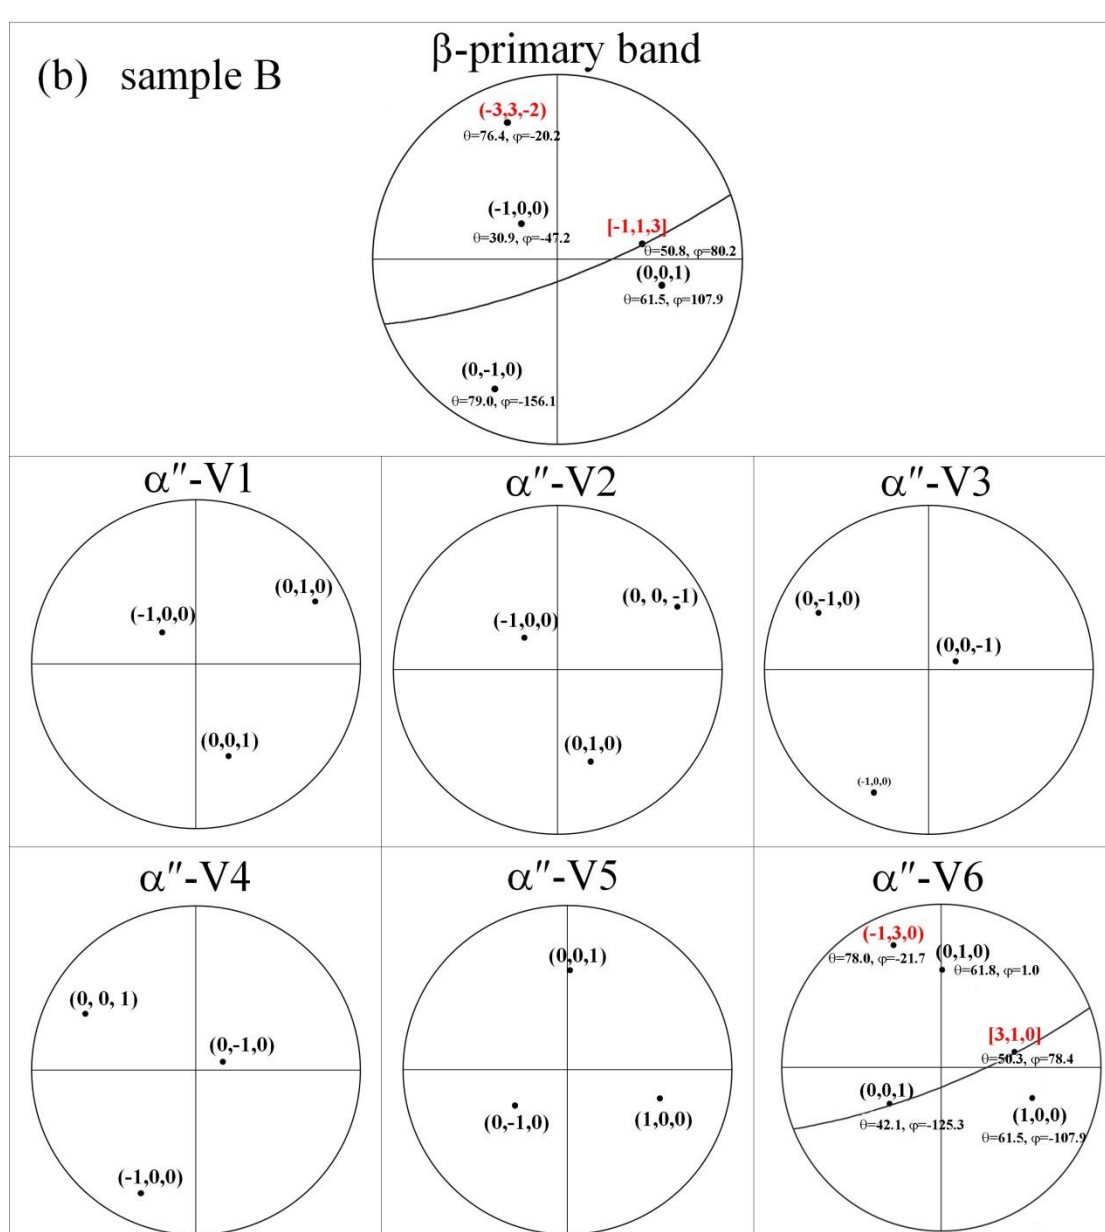 β-primary band
(b) sample B
(-3,3,-2)
θ=76.4, φ=-20.2
(-1,0,0)
θ=30.9, φ=-47.2
[-1,1,3]
θ=50.8, φ=80.2
(0,0,1)
θ=61.5, φ=107.9
(0,-1,0)
θ=79.0, φ=-156.1
α″-V1
(0,1,0)
(-1,0,0)
(0,0,1)
α″-V2
(0, 0, -1)
(-1,0,0)
(0,1,0)
α″-V3
(0,-1,0)
(0,0,-1)
(-1,0,0)
α″-V4
(0, 0, 1)
(0,-1,0)
(-1,0,0)
α″-V5
(0,0,1)
(0,-1,0)
(1,0,0)
α″-V6
(-1,3,0)
θ=78.0, φ=-21.7
(0,1,0)
θ=61.8, φ=1.0
[3,1,0]
θ=50.3, φ=78.4
(0,0,1)
θ=42.1, φ=-125.3
(1,0,0)
θ=61.5, φ=-107.9